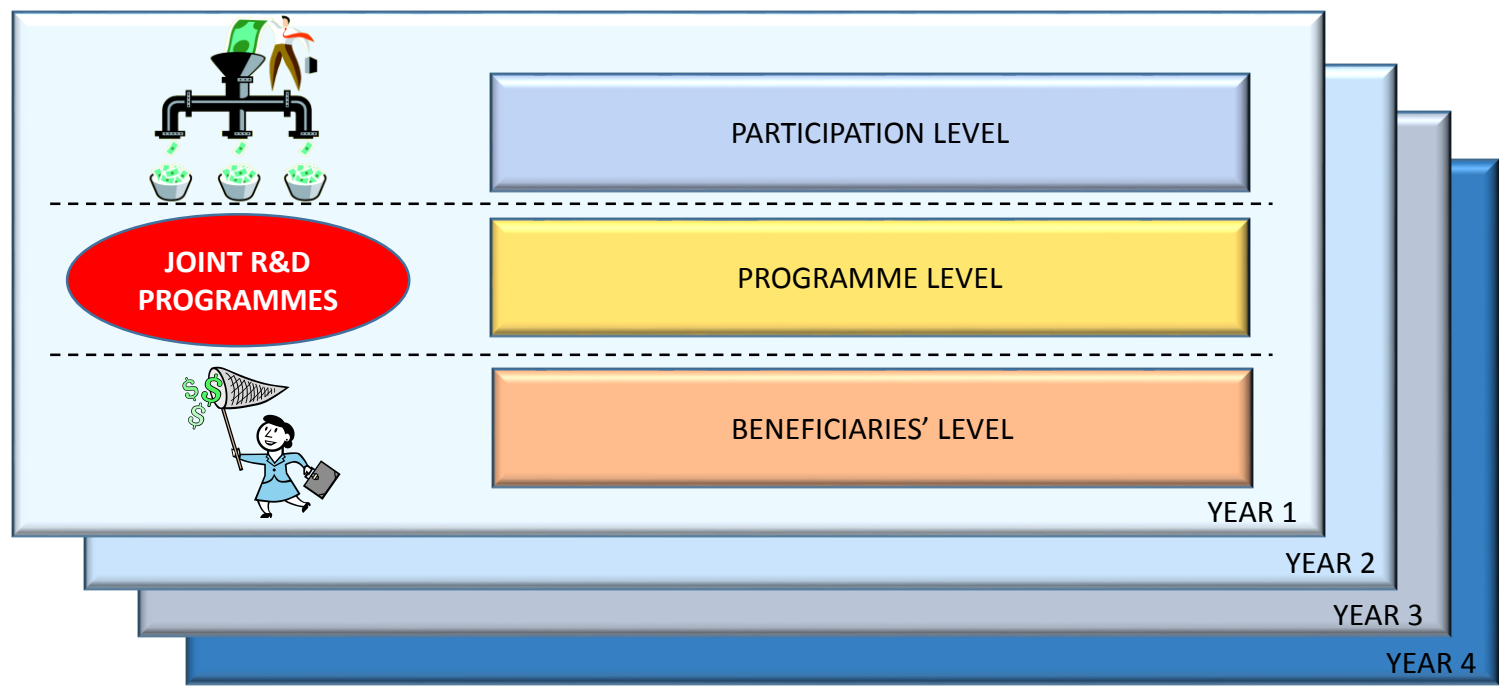 PARTICIPATION LEVEL
JOINT R&D
PROGRAMMES
PROGRAMME LEVEL
$ $
$
BENEFICIARIES’ LEVEL
YEAR 1
YEAR 2
YEAR 3
YEAR 4